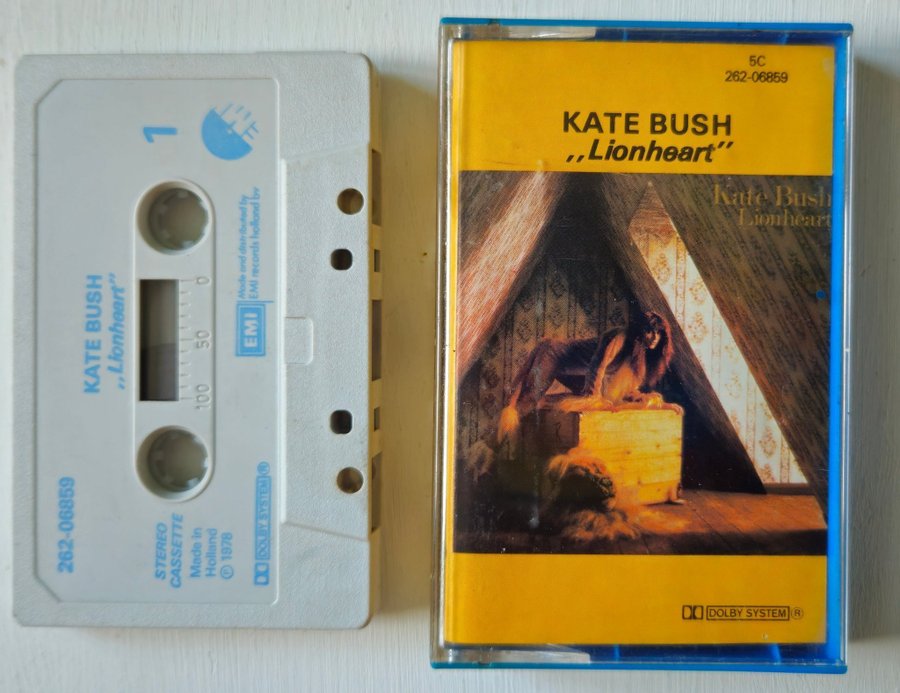 1
KATE BUSH
,,Lionheart"
0
50
100
EMI
Made and distributed by
EMI records holland bv
262-06859
STEREO
CASSETTE
Made in
Holland
℗ 1978
DOLBY SYSTEM®
5C
262-06859
KATE BUSH
,,Lionheart"
Kate Bush
Lionheart
DOLBY SYSTEM®